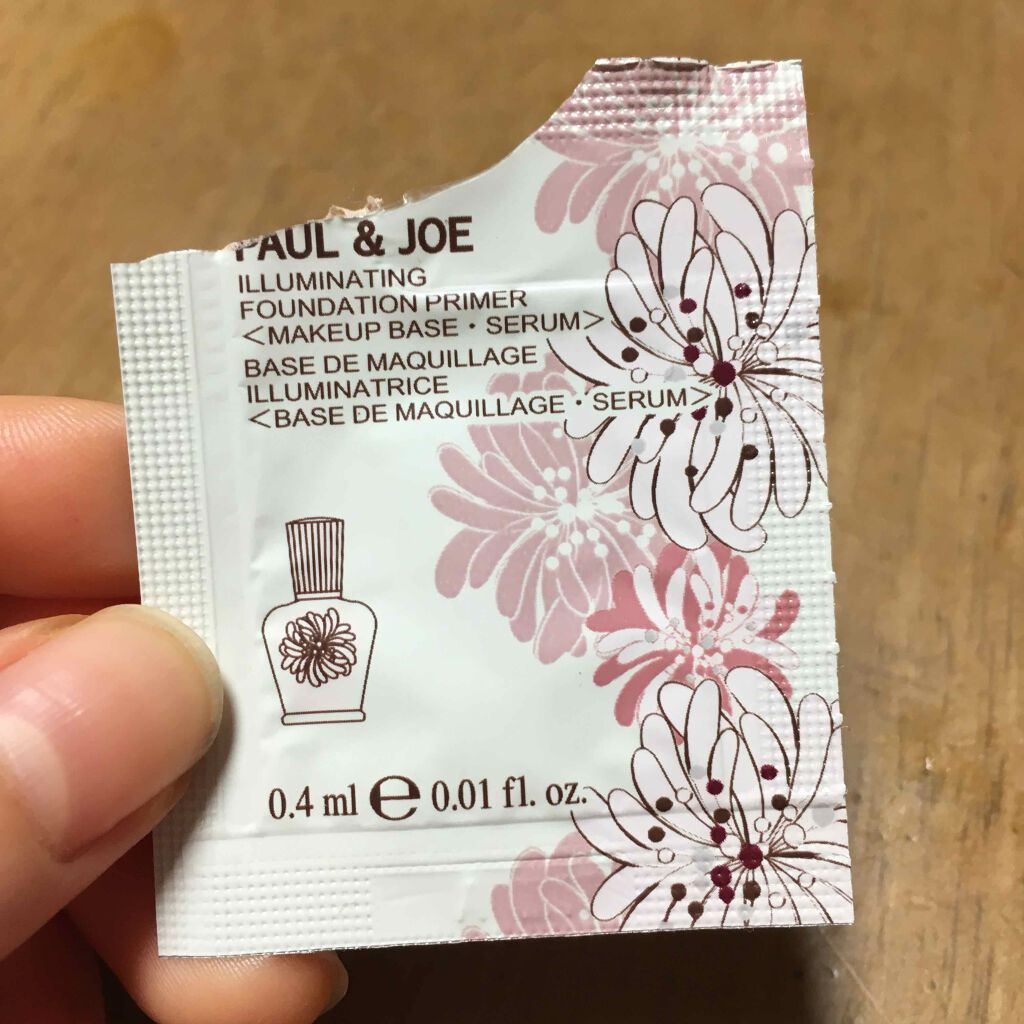 PAUL & JOE
ILLUMINATING
FOUNDATION PRIMER
<MAKEUP BASE・SERUM>
BASE DE MAQUILLAGE
ILLUMINATRICE
<BASE DE MAQUILLAGE・SERUM>
0.4 ml ℮ 0.01 fl. oz.